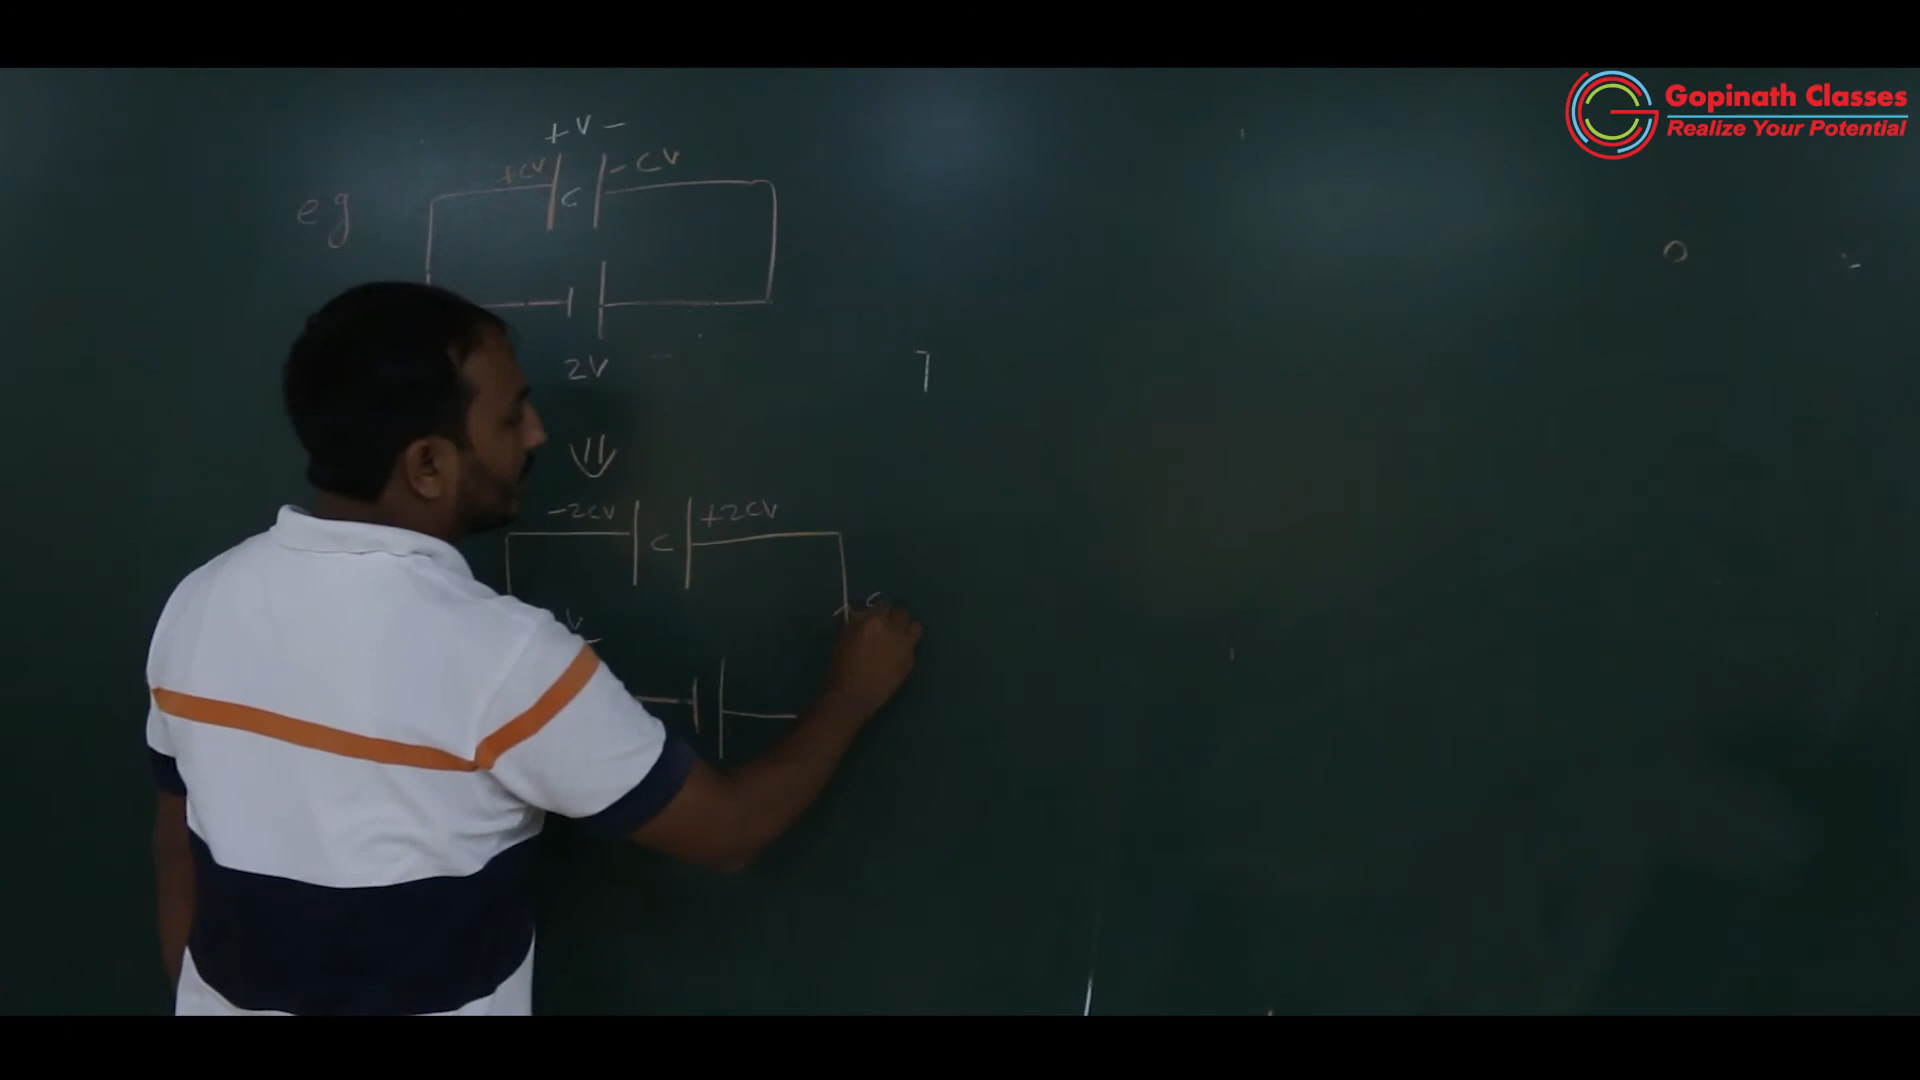 Gopinath Classes
Realize Your Potential
+ V -
+CV
- CV
eg
C
2V
-2CV
+2CV
C
V